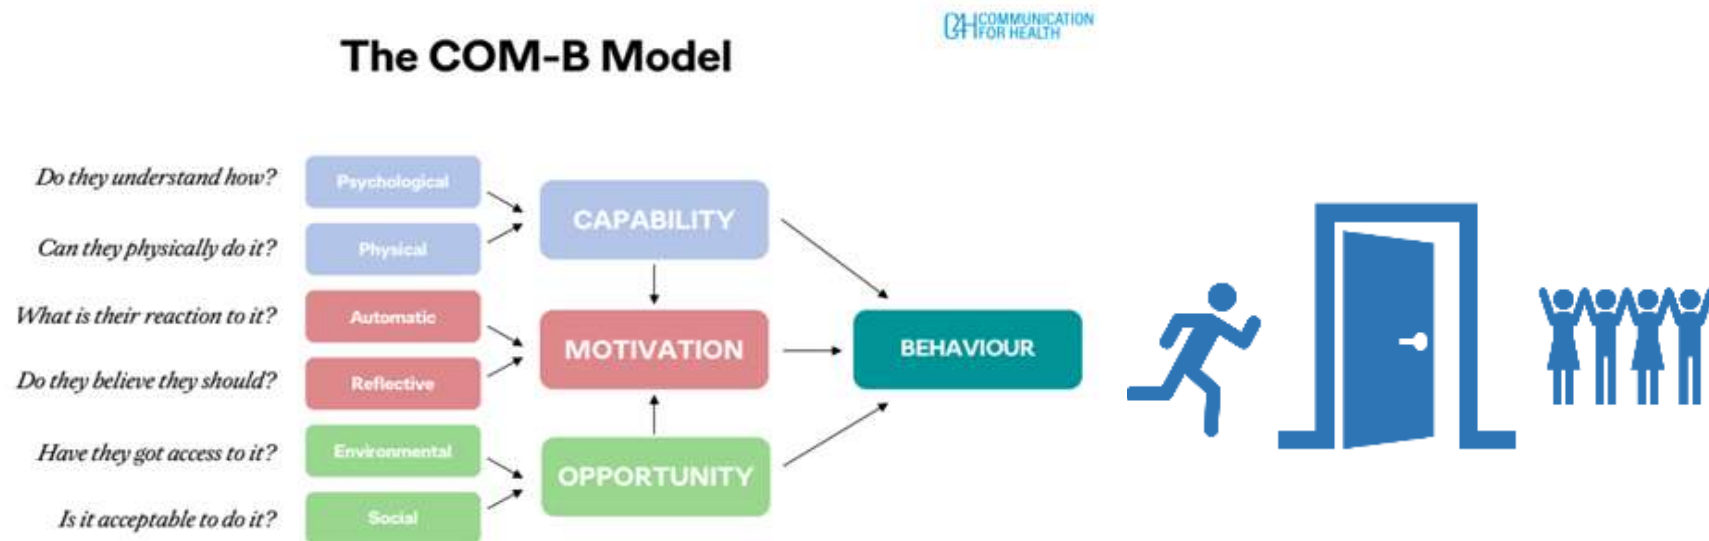 COMMUNICATION
FOR HEALTH
The COM-B Model
Do they understand how?
Psychological
Can they physically do it?
Physical
CAPABILITY
What is their reaction to it?
Automatic
Do they believe they should?
Reflective
MOTIVATION
BEHAVIOUR
Have they got access to it?
Environmental
Is it acceptable to do it?
Social
OPPORTUNITY